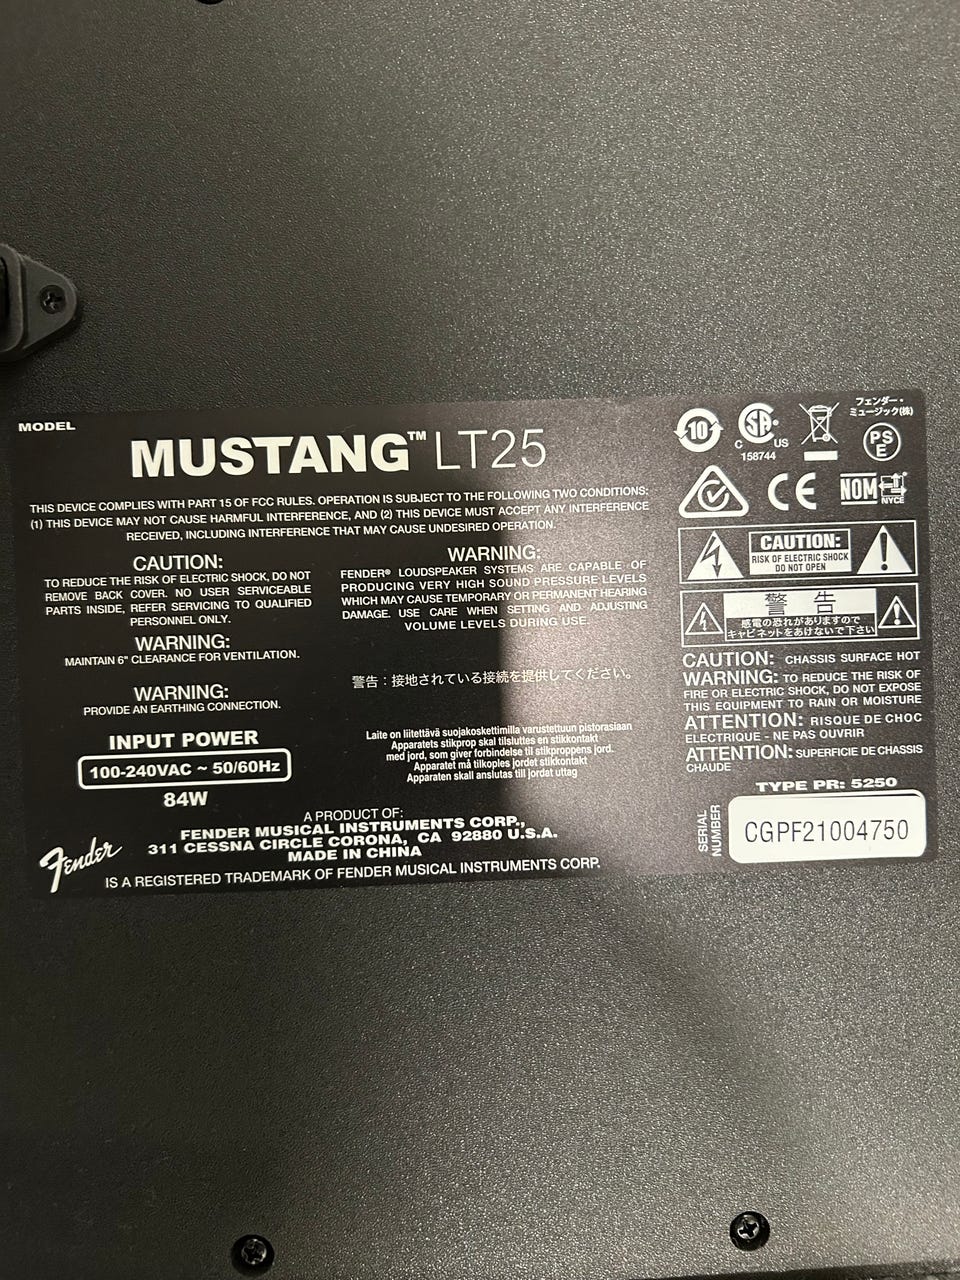 MODEL
MUSTANG™ LT25
THIS DEVICE COMPLIES WITH PART 15 OF FCC RULES. OPERATION IS SUBJECT TO THE FOLLOWING TWO CONDITIONS:
(1) THIS DEVICE MAY NOT CAUSE HARMFUL INTERFERENCE, AND (2) THIS DEVICE MUST ACCEPT ANY INTERFERENCE
RECEIVED, INCLUDING INTERFERENCE THAT MAY CAUSE UNDESIRED OPERATION.
CAUTION:
TO REDUCE THE RISK OF ELECTRIC SHOCK, DO NOT
REMOVE BACK COVER. NO USER SERVICEABLE
PARTS INSIDE, REFER SERVICING TO QUALIFIED
PERSONNEL ONLY.
WARNING:
MAINTAIN 6" CLEARANCE FOR VENTILATION.
WARNING:
PROVIDE AN EARTHING CONNECTION.
INPUT POWER
100-240VAC ~ 50/60Hz
84W
WARNING:
FENDER® LOUDSPEAKER SYSTEMS ARE CAPABLE OF
PRODUCING VERY HIGH SOUND PRESSURE LEVELS
WHICH MAY CAUSE TEMPORARY OR PERMANENT HEARING
DAMAGE. USE CARE WHEN SETTING AND ADJUSTING
VOLUME LEVELS DURING USE.
警告：接地されている接続を提供してください。
Laite on liitettävä suojakoskettimilla varustettuun pistorasiaan
Apparatets stikprop skal tilsluttes en stikkontakt
med jord, som giver forbindelse til stikproppens jord.
Apparatet må tilkoples jordet stikkontakt
Apparaten skall anslutas till jordat uttag
A PRODUCT OF:
FENDER MUSICAL INSTRUMENTS CORP.,
311 CESSNA CIRCLE CORONA, CA 92880 U.S.A.
MADE IN CHINA
Fender
IS A REGISTERED TRADEMARK OF FENDER MUSICAL INSTRUMENTS CORP.
10
C SA US
158744
フェンダー・
ミュージック(株)
PS
E
CE
NOM
NYCE
CAUTION:
RISK OF ELECTRIC SHOCK
DO NOT OPEN
警告
感電の恐れがありますので
キャビネットをあけないで下さい
CAUTION: CHASSIS SURFACE HOT
WARNING: TO REDUCE THE RISK OF
FIRE OR ELECTRIC SHOCK, DO NOT EXPOSE
THIS EQUIPMENT TO RAIN OR MOISTURE
ATTENTION: RISQUE DE CHOC
ELECTRIQUE - NE PAS OUVRIR
ATTENTION: SUPERFICIE DE CHASSIS
CHAUDE
TYPE PR: 5250
SERIAL
NUMBER
CGPF21004750